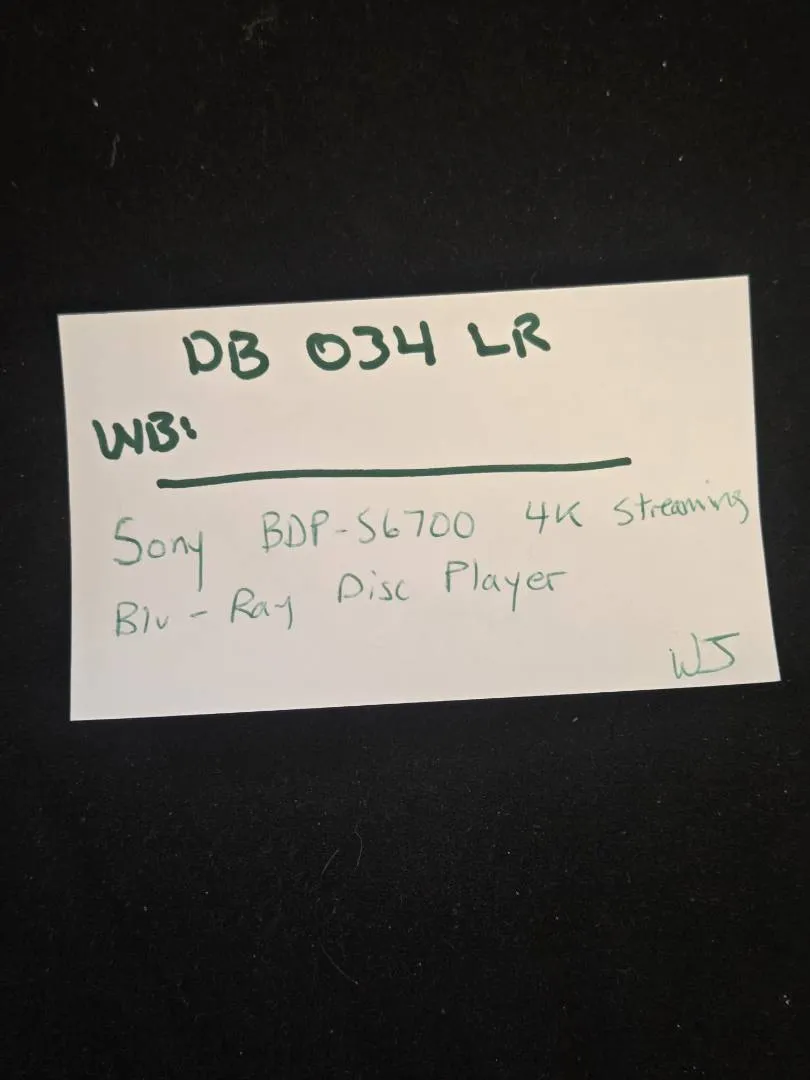 DB 034 LR
WB:
Sony BDP-S6700 4K Streaming
Blu-Ray Disc Player
WJ